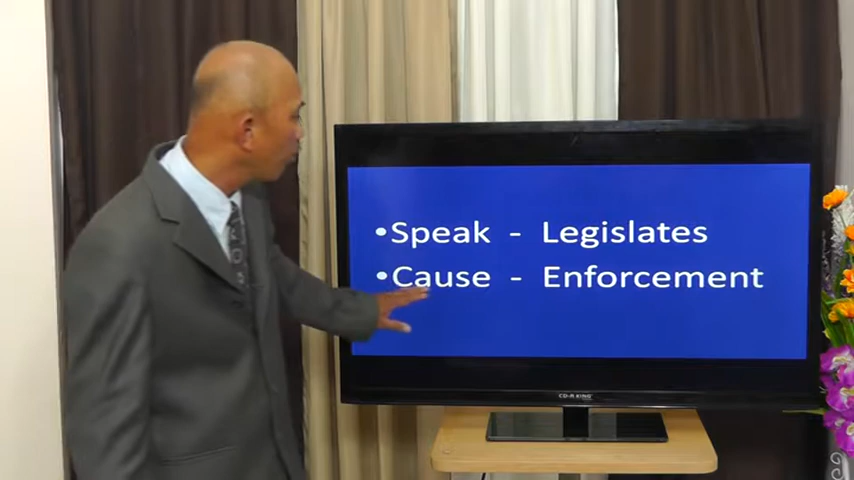 •Speak - Legislates
•Cause - Enforcement
CD-R KING